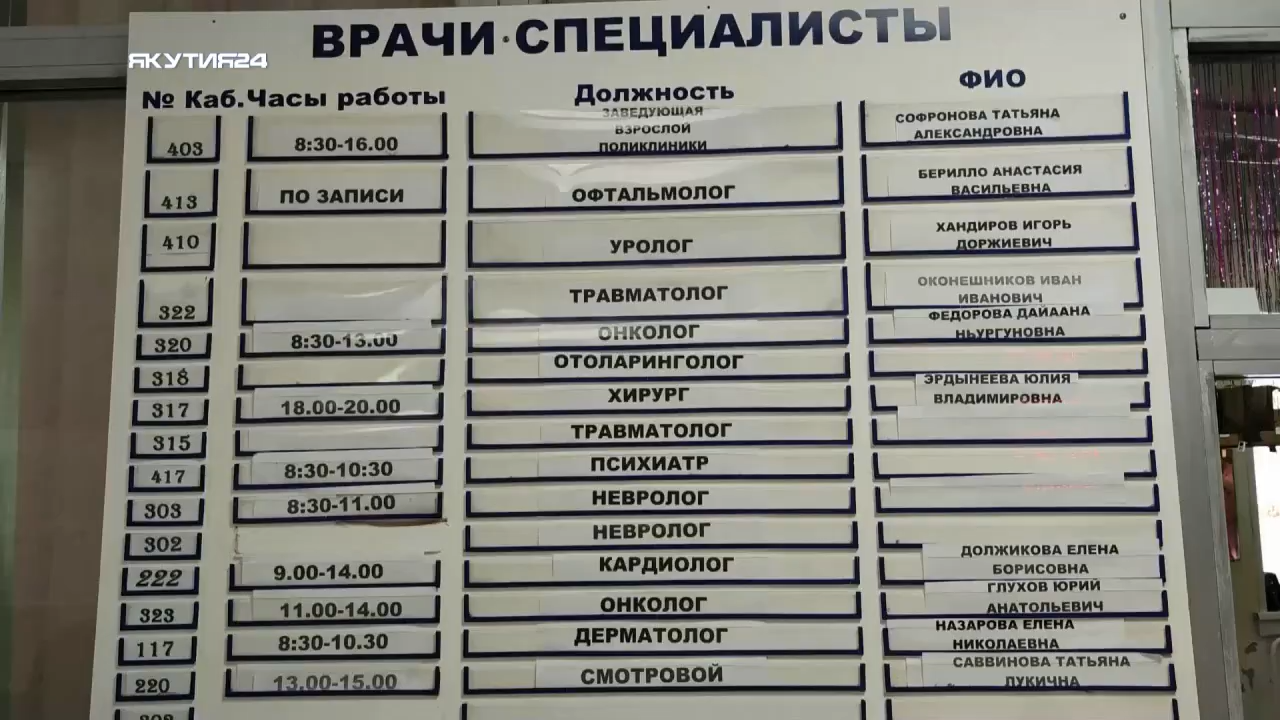 ВРАЧИ СПЕЦИАЛИСТЫ
ЯКУТИЯ24
№ Каб. Часы работы Должность ФИО
403 8:30-16.00 ЗАВЕДУЮЩАЯ ВЗРОСЛОЙ ПОЛИКЛИНИКИ СОФРОНОВА ТАТЬЯНА АЛЕКСАНДРОВНА
413 ПО ЗАПИСИ ОФТАЛЬМОЛОГ БЕРИЛЛО АНАСТАСИЯ ВАСИЛЬЕВНА
410 УРОЛОГ ХАНДИРОВ ИГОРЬ ДОРЖИЕВИЧ
322 ТРАВМАТОЛОГ ОКОНЕШНИКОВ ИВАН ИВАНОВИЧ
320 8:30-13.00 ОНКОЛОГ ФЕДОРОВА ДАЙААНА НЬУРГУНОВНА
318 ОТОЛАРИНГОЛОГ
317 18.00-20.00 ХИРУРГ ЭРДЫНЕЕВА ЮЛИЯ ВЛАДИМИРОВНА
315 ТРАВМАТОЛОГ
417 8:30-10:30 ПСИХИАТР
303 8:30-11.00 НЕВРОЛОГ
302 НЕВРОЛОГ
222 9.00-14.00 КАРДИОЛОГ ДОЛЖИКОВА ЕЛЕНА БОРИСОВНА
323 11.00-14.00 ОНКОЛОГ ГЛУХОВ ЮРИЙ АНАТОЛЬЕВИЧ
117 8:30-10.30 ДЕРМАТОЛОГ НАЗАРОВА ЕЛЕНА НИКОЛАЕВНА
220 13.00-15.00 СМОТРОВОЙ САВВИНОВА ТАТЬЯНА ЛУКИЧНА